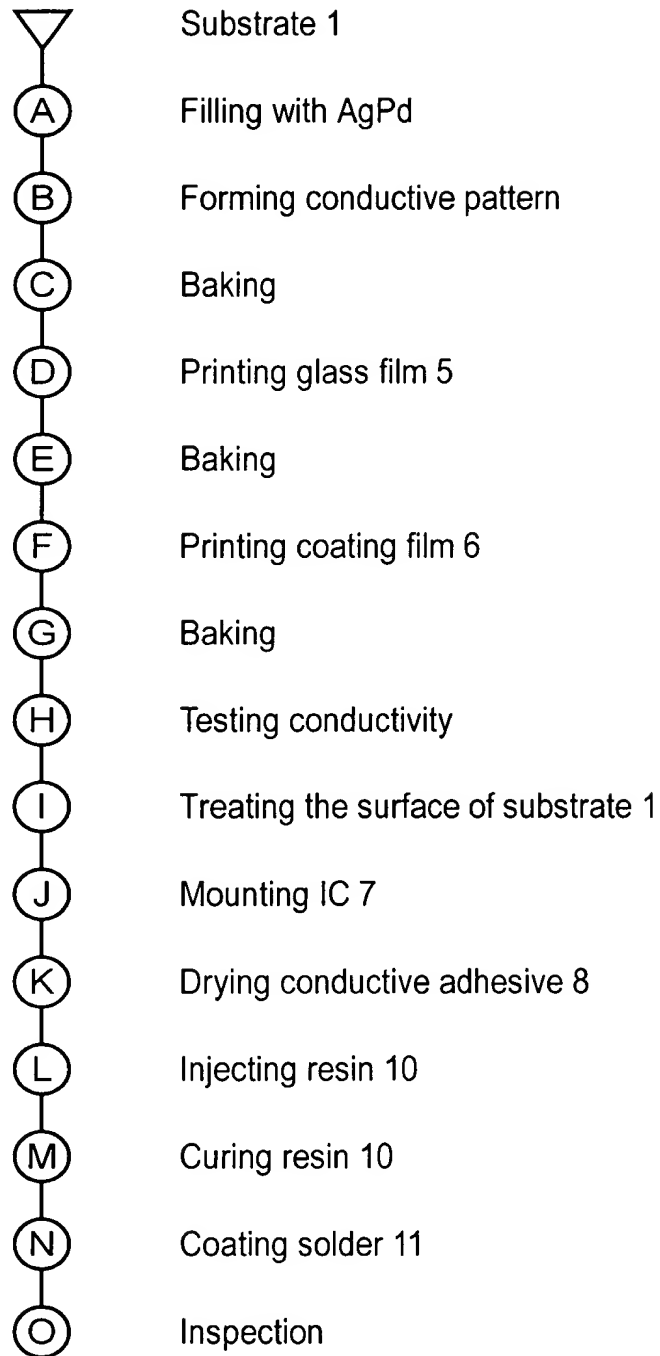 Substrate 1
A Filling with AgPd
B Forming conductive pattern
C Baking
D Printing glass film 5
E Baking
F Printing coating film 6
G Baking
H Testing conductivity
I Treating the surface of substrate 1
J Mounting IC 7
K Drying conductive adhesive 8
L Injecting resin 10
M Curing resin 10
N Coating solder 11
O Inspection